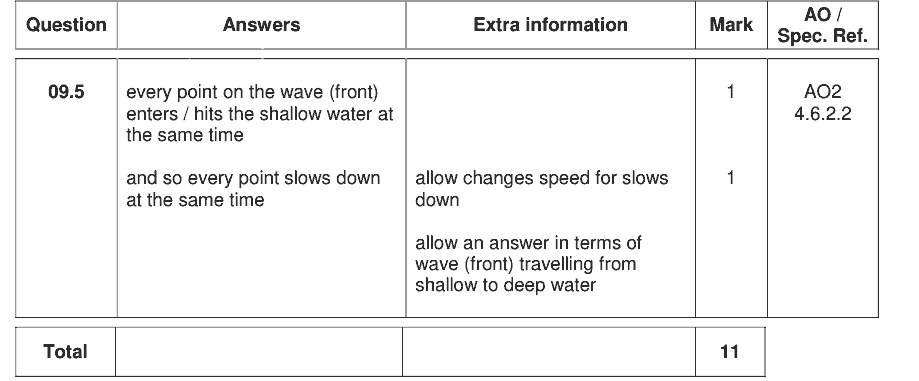 Question Answers Extra information Mark AO /
Spec. Ref.
09.5 every point on the wave (front) 1 AO2
enters / hits the shallow water at 4.6.2.2
the same time
and so every point slows down allow changes speed for slows 1
at the same time down
allow an answer in terms of
wave (front) travelling from
shallow to deep water
Total 11